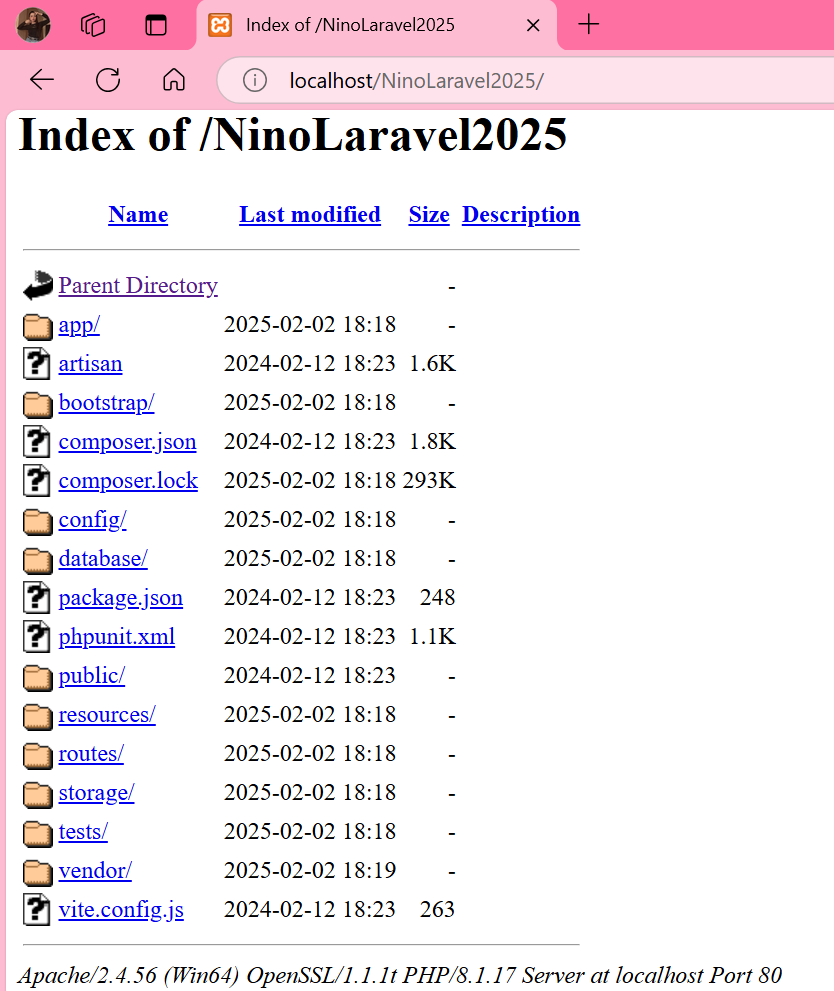 Index of /NinoLaravel2025
localhost/NinoLaravel2025/
Index of /NinoLaravel2025
Name Last modified Size Description
Parent Directory -
app/ 2025-02-02 18:18 -
artisan 2024-02-12 18:23 1.6K
bootstrap/ 2025-02-02 18:18 -
composer.json 2024-02-12 18:23 1.8K
composer.lock 2025-02-02 18:18 293K
config/ 2025-02-02 18:18 -
database/ 2025-02-02 18:18 -
package.json 2024-02-12 18:23 248
phpunit.xml 2024-02-12 18:23 1.1K
public/ 2024-02-12 18:23 -
resources/ 2025-02-02 18:18 -
routes/ 2025-02-02 18:18 -
storage/ 2025-02-02 18:18 -
tests/ 2025-02-02 18:18 -
vendor/ 2025-02-02 18:19 -
vite.config.js 2024-02-12 18:23 263
Apache/2.4.56 (Win64) OpenSSL/1.1.1t PHP/8.1.17 Server at localhost Port 80